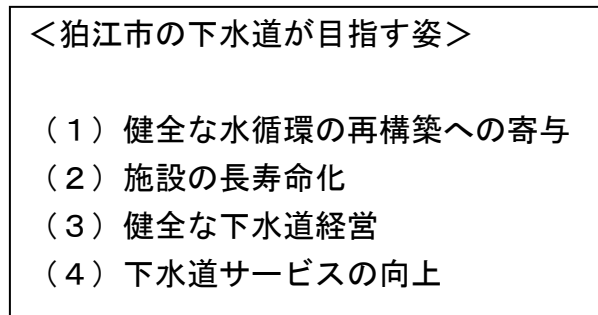 ＜狛江市の下水道が目指す姿＞
（１）健全な水循環の再構築への寄与
（２）施設の長寿命化
（３）健全な下水道経営
（４）下水道サービスの向上